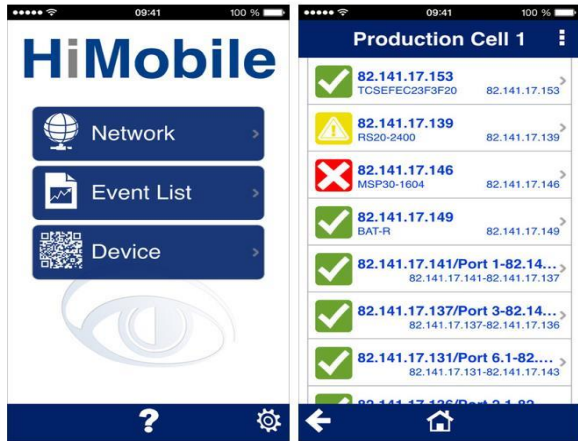 09:41
100 %
HiMobile
Network
Event List
Device
?
09:41
100 %
Production Cell 1
82.141.17.153
TCSEFEC23F3F20 82.141.17.153
82.141.17.139
RS20-2400 82.141.17.139
82.141.17.146
MSP30-1604 82.141.17.146
82.141.17.149
BAT-R 82.141.17.149
82.141.17.141/Port 1-82.14...
82.141.17.141-82.141.17.137
82.141.17.137/Port 3-82.14...
82.141.17.137-82.141.17.136
82.141.17.131/Port 6.1-82....
82.141.17.131-82.141.17.143